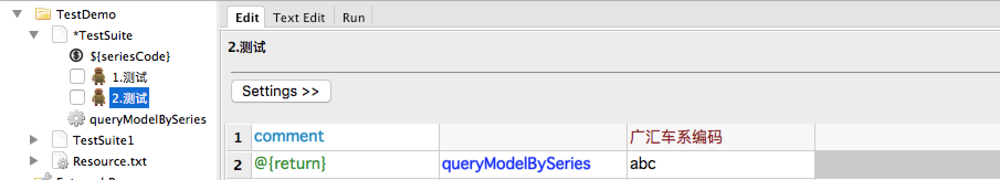 TestDemo
*TestSuite
${seriesCode}
1.测试
2.测试
queryModelBySeries
TestSuite1
Resource.txt
Edit Text Edit Run
2.测试
Settings >>
1 comment 广汇车系编码
2 @{return} queryModelBySeries abc